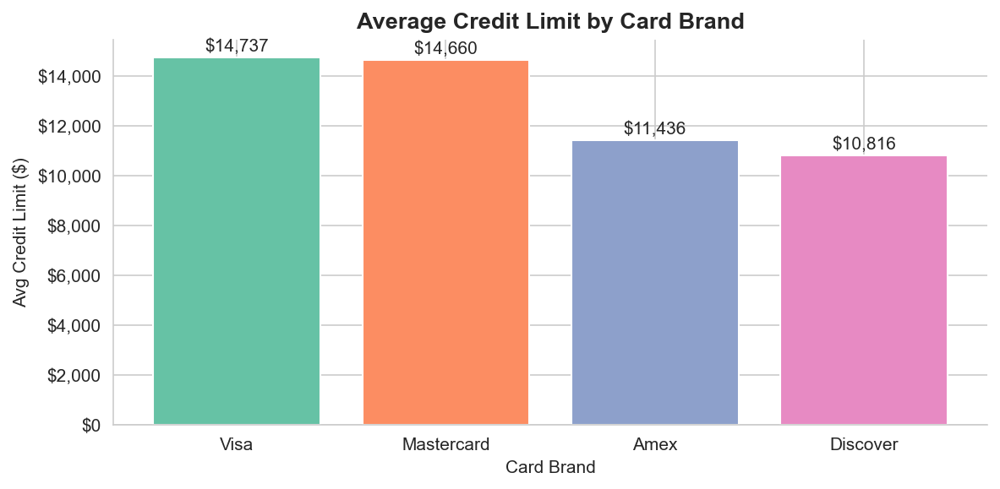 Average Credit Limit by Card Brand
$14,737
$14,660
$11,436
$10,816
$14,000
$12,000
$10,000
$8,000
$6,000
$4,000
$2,000
$0
Avg Credit Limit ($)
Visa
Mastercard
Amex
Discover
Card Brand